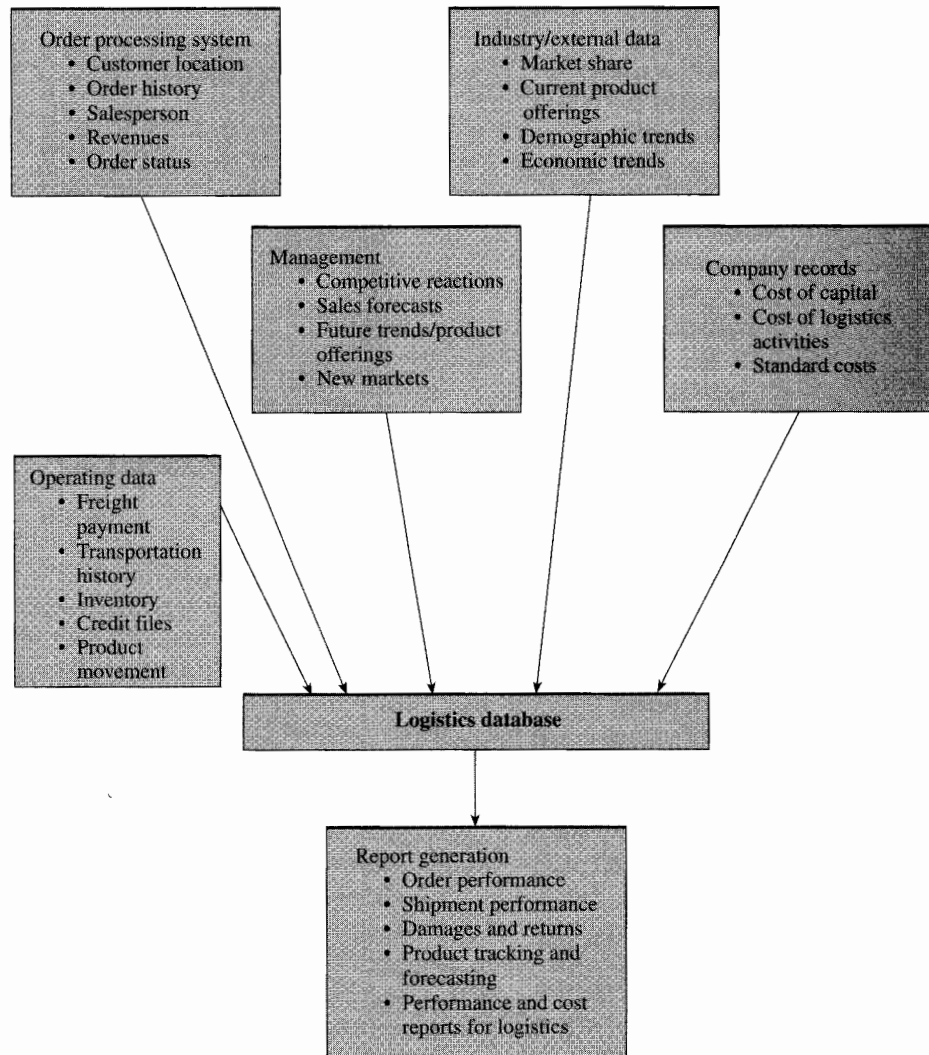 Order processing system
• Customer location
• Order history
• Salesperson
• Revenues
• Order status
Industry/external data
• Market share
• Current product
offerings
• Demographic trends
• Economic trends
Management
• Competitive reactions
• Sales forecasts
• Future trends/product
offerings
• New markets
Company records
• Cost of capital
• Cost of logistics
activities
• Standard costs
Operating data
• Freight
payment
• Transportation
history
• Inventory
• Credit files
• Product
movement
Logistics database
Report generation
• Order performance
• Shipment performance
• Damages and returns
• Product tracking and
forecasting
• Performance and cost
reports for logistics